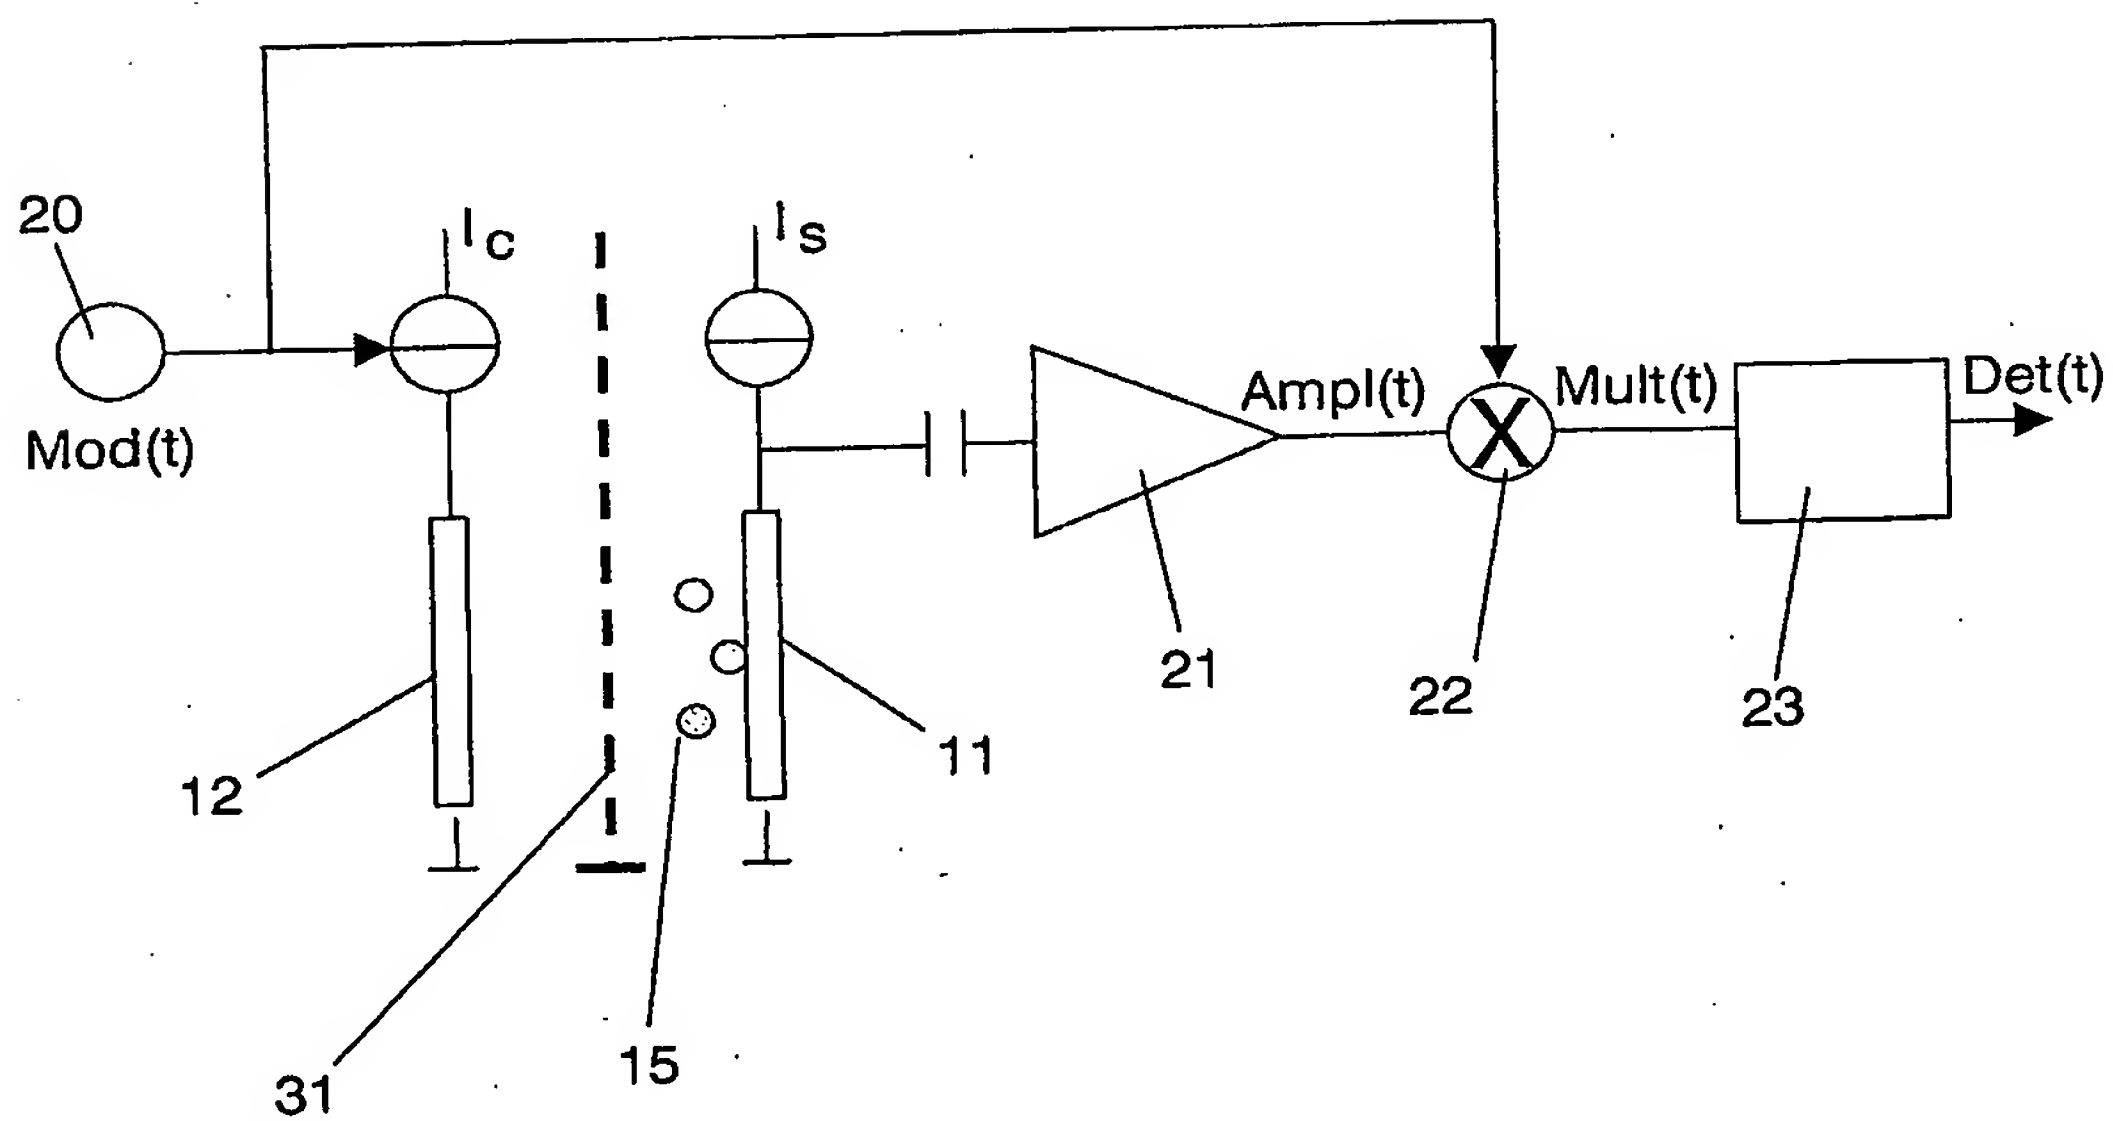 20
Mod(t)
Ic
Is
Ampl(t)
X
Mult(t)
Det(t)
12
11
21
22
23
31
15